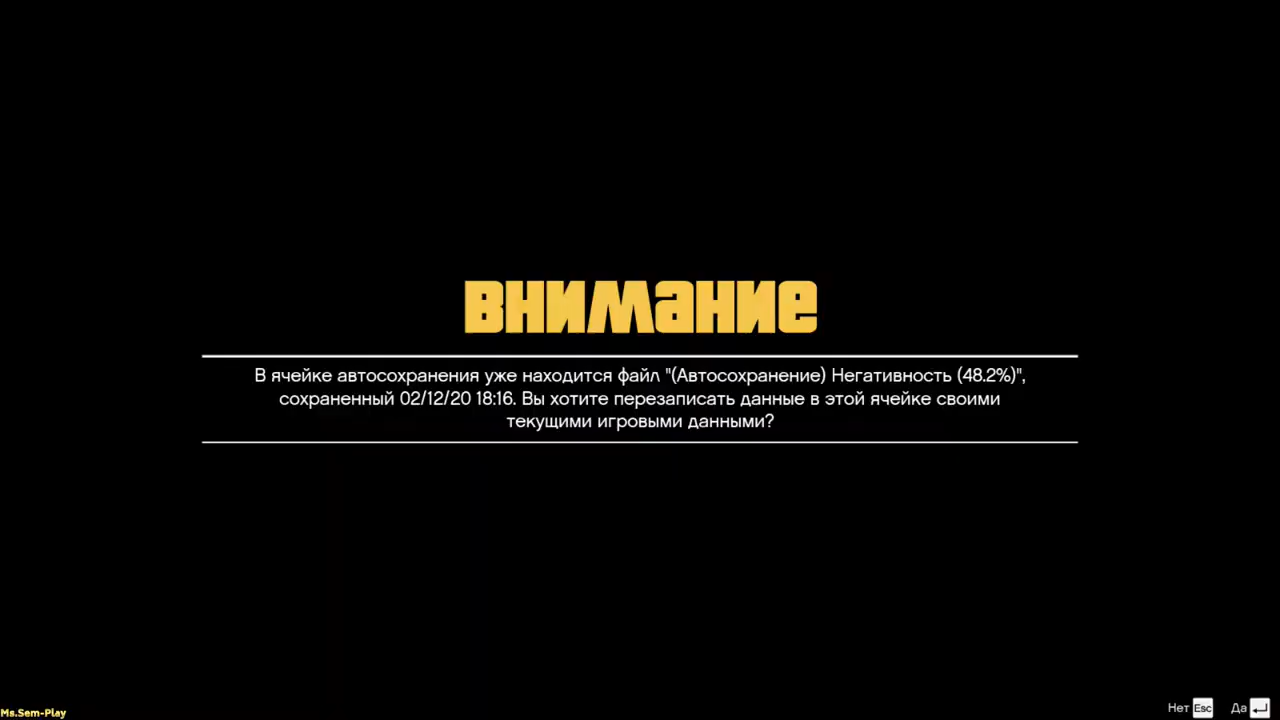 внимание
В ячейке автосохранения уже находится файл "(Автосохранение) Негативность (48.2%)",
сохраненный 02/12/20 18:16. Вы хотите перезаписать данные в этой ячейке своими
текущими игровыми данными?
Ms.Sem-Play
Нет Esc Да